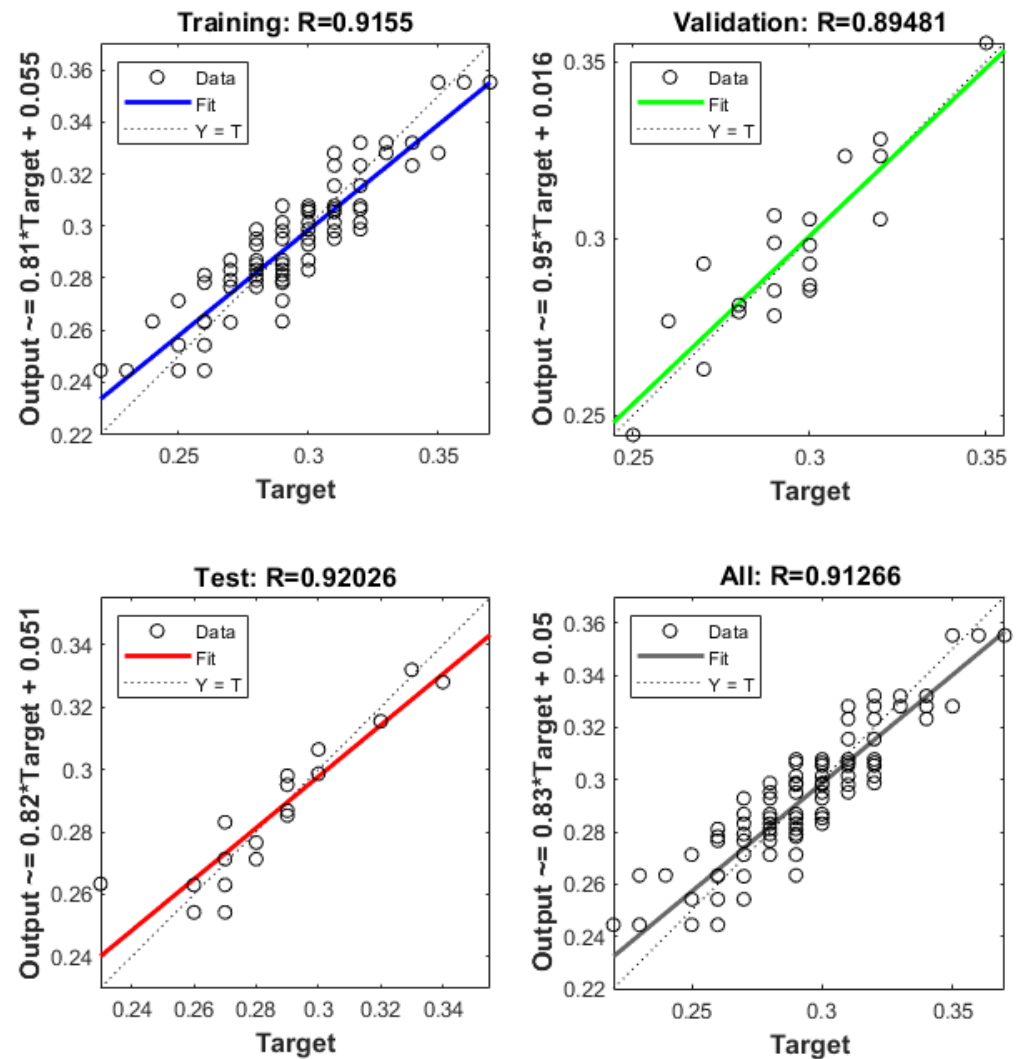 Training: R=0.9155
Output ~= 0.81*Target + 0.055
0.36
0.34
0.32
0.3
0.28
0.26
0.24
0.22
Data
Fit
Y = T
0.25
0.3
0.35
Target
Validation: R=0.89481
Output ~= 0.95*Target + 0.016
0.35
0.3
0.25
Data
Fit
Y = T
0.25
0.3
0.35
Target
Test: R=0.92026
Output ~= 0.82*Target + 0.051
0.34
0.32
0.3
0.28
0.26
0.24
Data
Fit
Y = T
0.24
0.26
0.28
0.3
0.32
0.34
Target
All: R=0.91266
Output ~= 0.83*Target + 0.05
0.36
0.34
0.32
0.3
0.28
0.26
0.24
0.22
Data
Fit
Y = T
0.25
0.3
0.35
Target